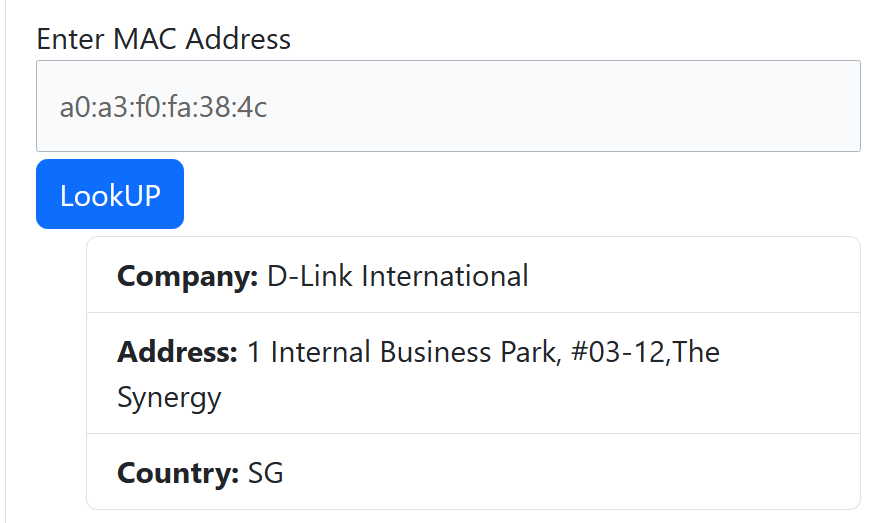 Enter MAC Address
a0:a3:f0:fa:38:4c
LookUP
Company: D-Link International
Address: 1 Internal Business Park, #03-12,The
Synergy
Country: SG